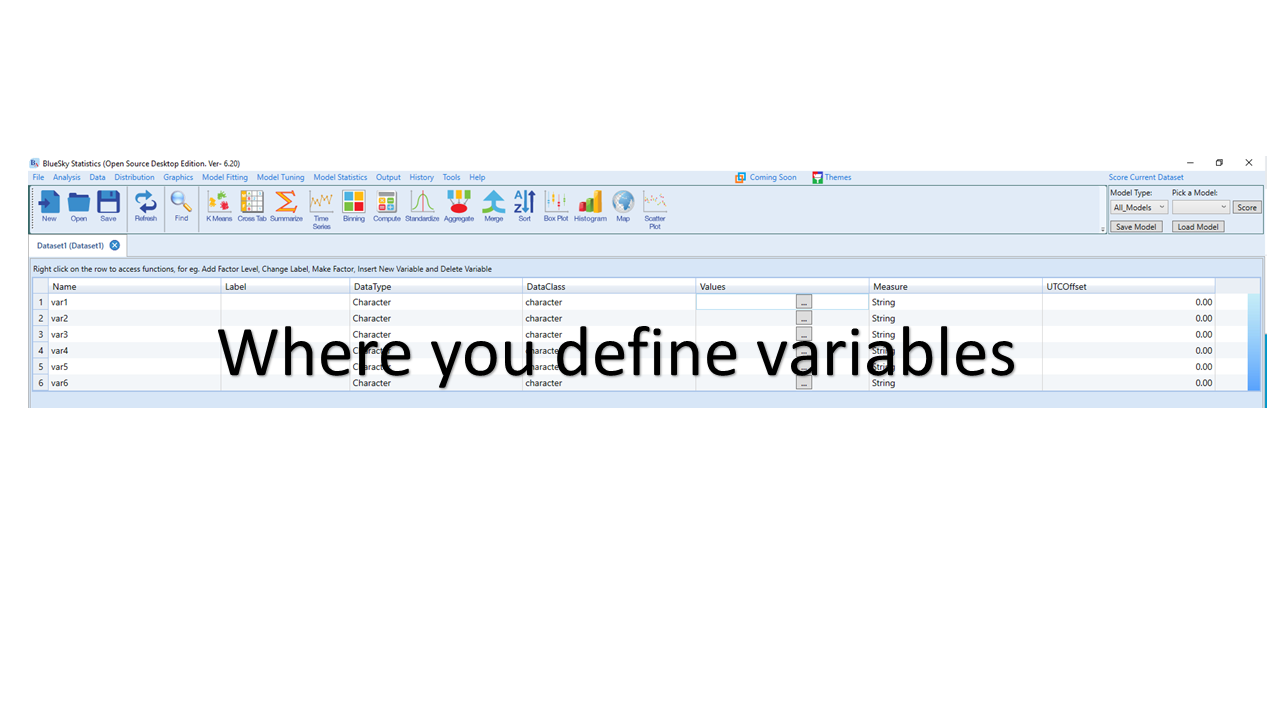 BlueSky Statistics (Open Source Desktop Edition. Ver- 6.20)
File Analysis Data Distribution Graphics Model Fitting Model Tuning Model Statistics Output History Tools Help Coming Soon Themes Score Current Dataset
New Open Save Refresh Find K Means Cross Tab Summarize Time Series Binning Compute Standardize Aggregate Merge Sort Box Plot Histogram Map Scatter Plot
Model Type: Pick a Model:
All_Models Score
Save Model Load Model
Dataset1 (Dataset1)
Right click on the row to access functions, for eg. Add Factor Level, Change Label, Make Factor, Insert New Variable and Delete Variable
Name Label DataType DataClass Values Measure UTCOffset
1 var1 Character character ... String 0.00
2 var2 Character character ... String 0.00
3 var3 Character character ... String 0.00
4 var4 Character character ... String 0.00
5 var5 Character character ... String 0.00
6 var6 Character character ... String 0.00
Where you define variables